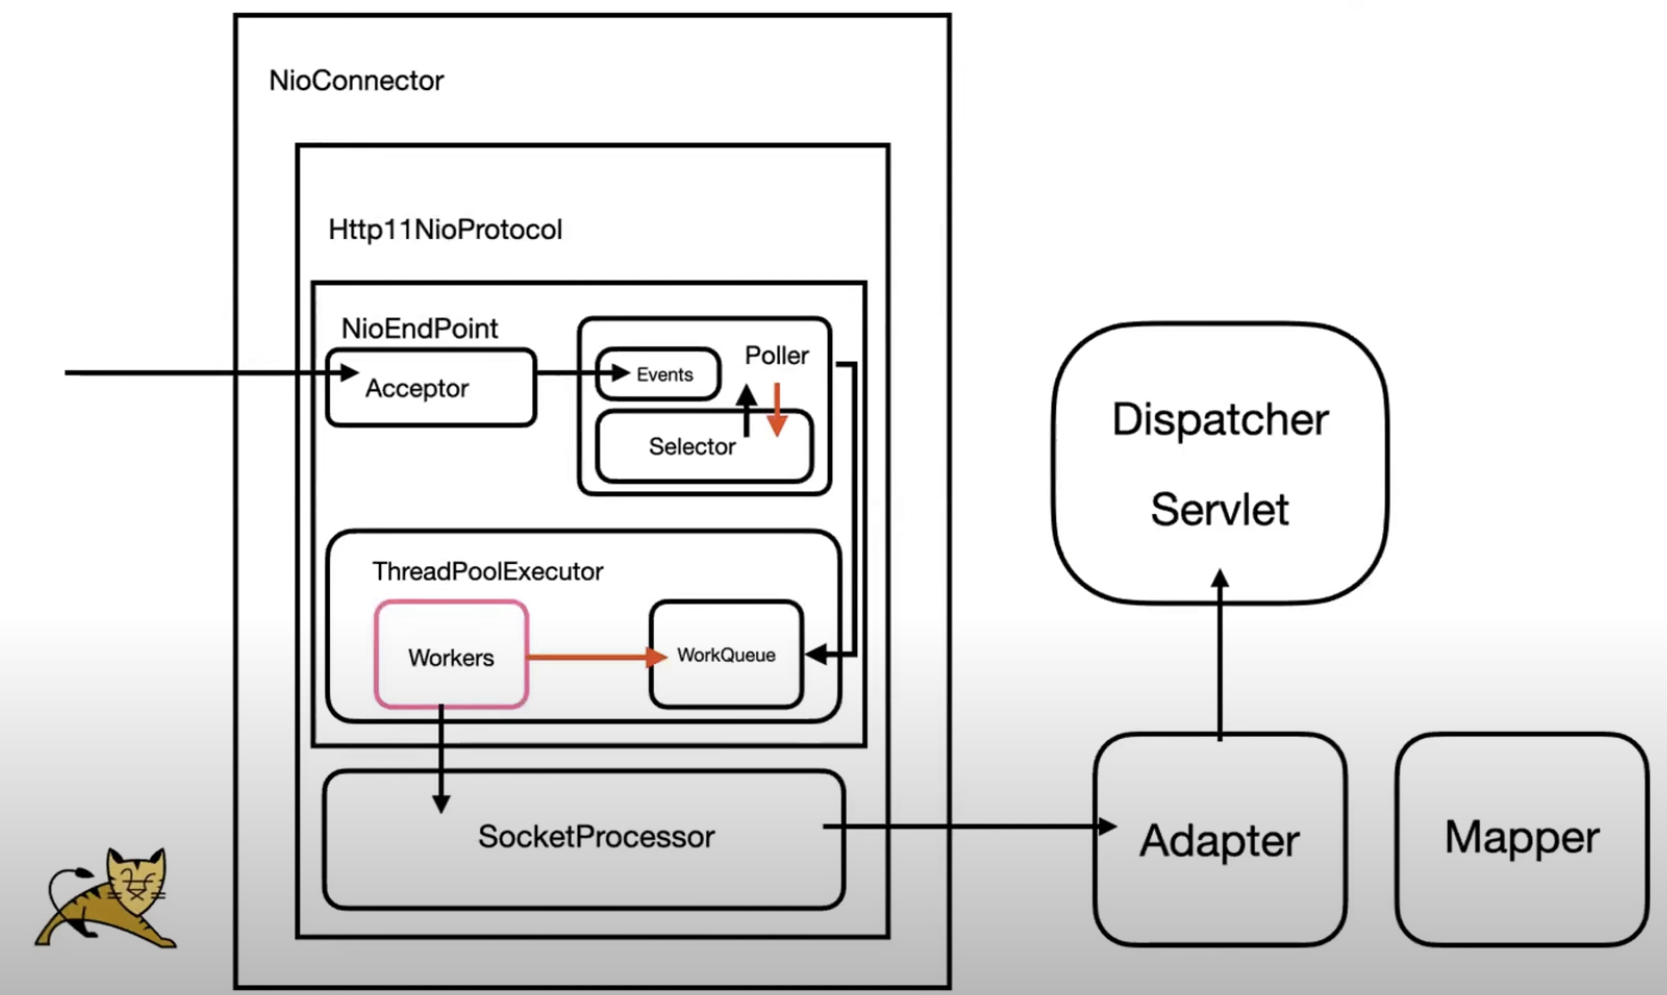 NioConnector
Http11NioProtocol
NioEndPoint
Acceptor
Events
Poller
Selector
ThreadPoolExecutor
Workers
WorkQueue
SocketProcessor
Dispatcher
Servlet
Adapter
Mapper